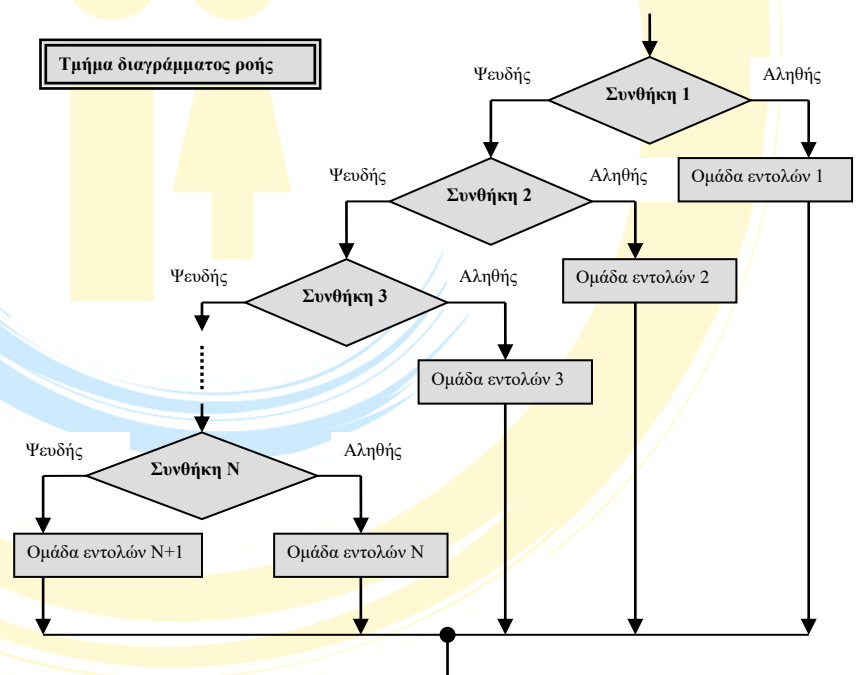 Τμήμα διαγράμματος ροής
Ψευδής
Συνθήκη 1
Αληθής
Ψευδής
Συνθήκη 2
Αληθής
Ομάδα εντολών 1
Ψευδής
Συνθήκη 3
Αληθής
Ομάδα εντολών 2
Ομάδα εντολών 3
Ψευδής
Συνθήκη Ν
Αληθής
Ομάδα εντολών Ν+1
Ομάδα εντολών Ν